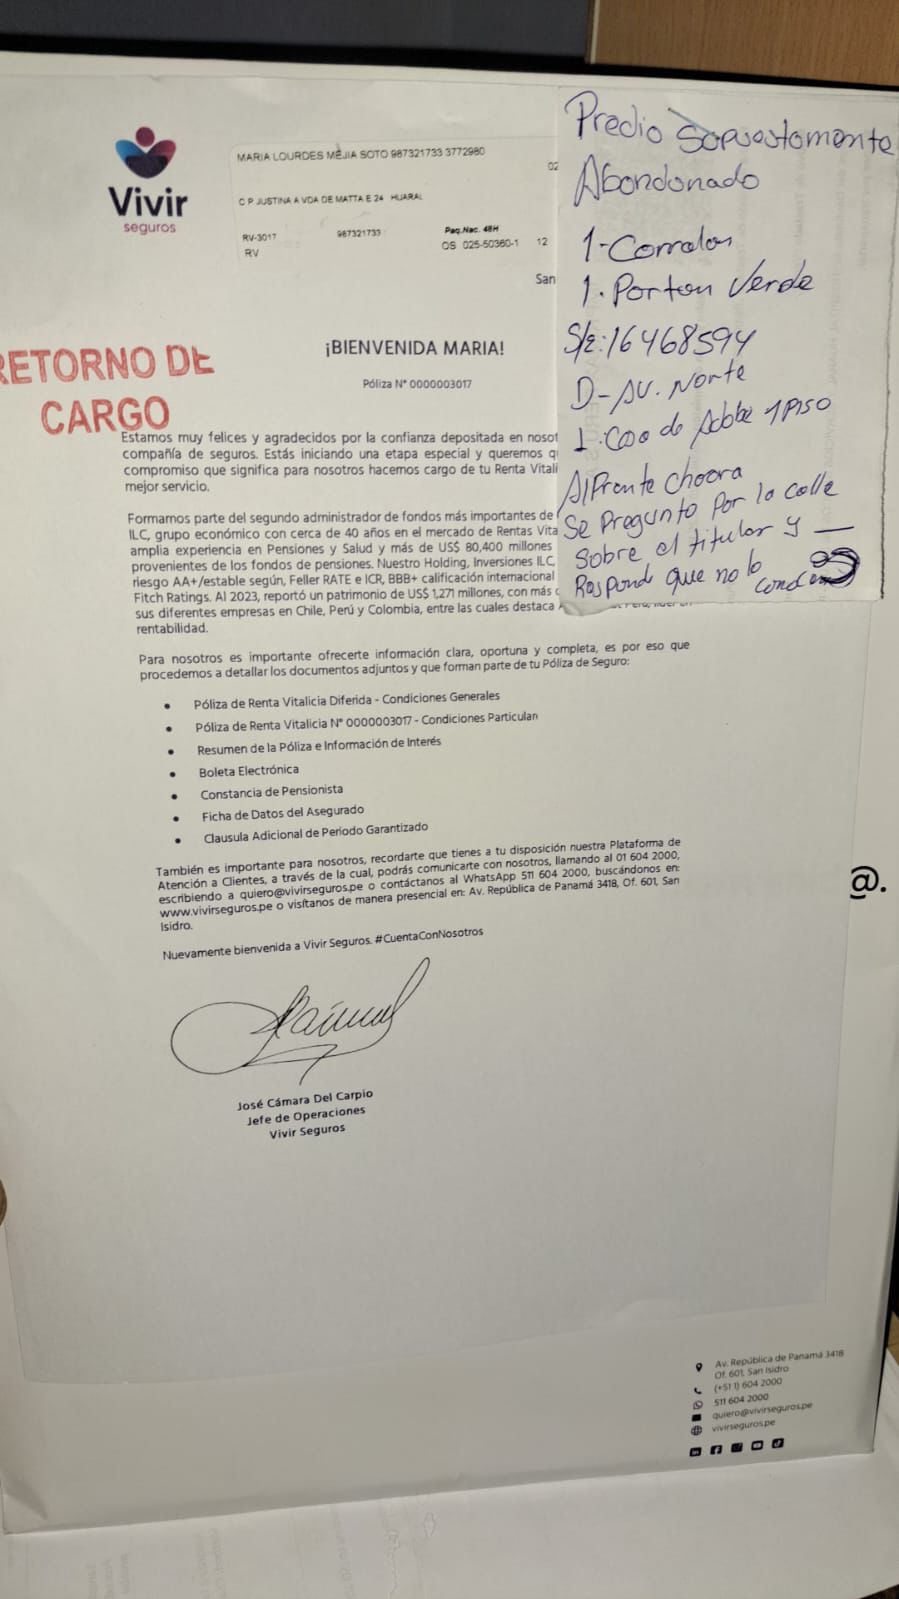 Vivir
seguros
MARIA LOURDES MEJIA SOTO 987321733 3772980
02
C P JUSTINA A VDA DE MATTA E 24 HUARAL
RV-3017 987321733 Paq.Nac. 48H
RV OS 025-50360-1 12
San
RETORNO DE
CARGO
¡BIENVENIDA MARIA!
Póliza N° 0000003017
Estamos muy felices y agradecidos por la confianza depositada en nosot
compañía de seguros. Estás iniciando una etapa especial y queremos q
compromiso que significa para nosotros hacernos cargo de tu Renta Vitali
mejor servicio.
Formamos parte del segundo administrador de fondos más importantes de
ILC, grupo económico con cerca de 40 años en el mercado de Rentas Vita
amplia experiencia en Pensiones y Salud y más de US$ 80,400 millones
provenientes de los fondos de pensiones. Nuestro Holding, Inversiones ILC,
riesgo AA+/estable según, Feller RATE e ICR, BBB+ calificación internacional
Fitch Ratings. Al 2023, reportó un patrimonio de US$ 1,271 millones, con más
sus diferentes empresas en Chile, Perú y Colombia, entre las cuales destaca
rentabilidad.
Para nosotros es importante ofrecerte información clara, oportuna y completa, es por eso que
procedemos a detallar los documentos adjuntos y que forman parte de tu Póliza de Seguro:
• Póliza de Renta Vitalicia Diferida - Condiciones Generales
• Póliza de Renta Vitalicia N° 0000003017 - Condiciones Particular
• Resumen de la Póliza e Información de Interés
• Boleta Electrónica
• Constancia de Pensionista
• Ficha de Datos del Asegurado
• Clausula Adicional de Periodo Garantizado
También es importante para nosotros, recordarte que tienes a tu disposición nuestra Plataforma de
Atención a Clientes, a través de la cual, podrás comunicarte con nosotros, llamando al 01 604 2000,
escribiendo a quiero@vivirseguros.pe o contáctanos al WhatsApp 511 604 2000, buscándonos en:
www.vivirseguros.pe o visítanos de manera presencial en: Av. República de Panamá 3418, Of. 601, San
Isidro.
Nuevamente bienvenida a Vivir Seguros. #CuentaConNosotros
José Cámara Del Carpio
Jefe de Operaciones
Vivir Seguros
Predio Supuestamente
Abandonado
1-Corralon
1. Porton Verde
S/e: 16468594
D- AV. Norte
1. Casa de Adobe 1 PISO
Al Frente Chacra
Se Pregunto Por la calle
Sobre el titular y —
Responde que no lo
conocen
@.
Av. República de Panamá 3418
Of. 601, San Isidro
(+51 1) 604 2000
511 604 2000
quiero@vivirseguros.pe
vivirseguros.pe